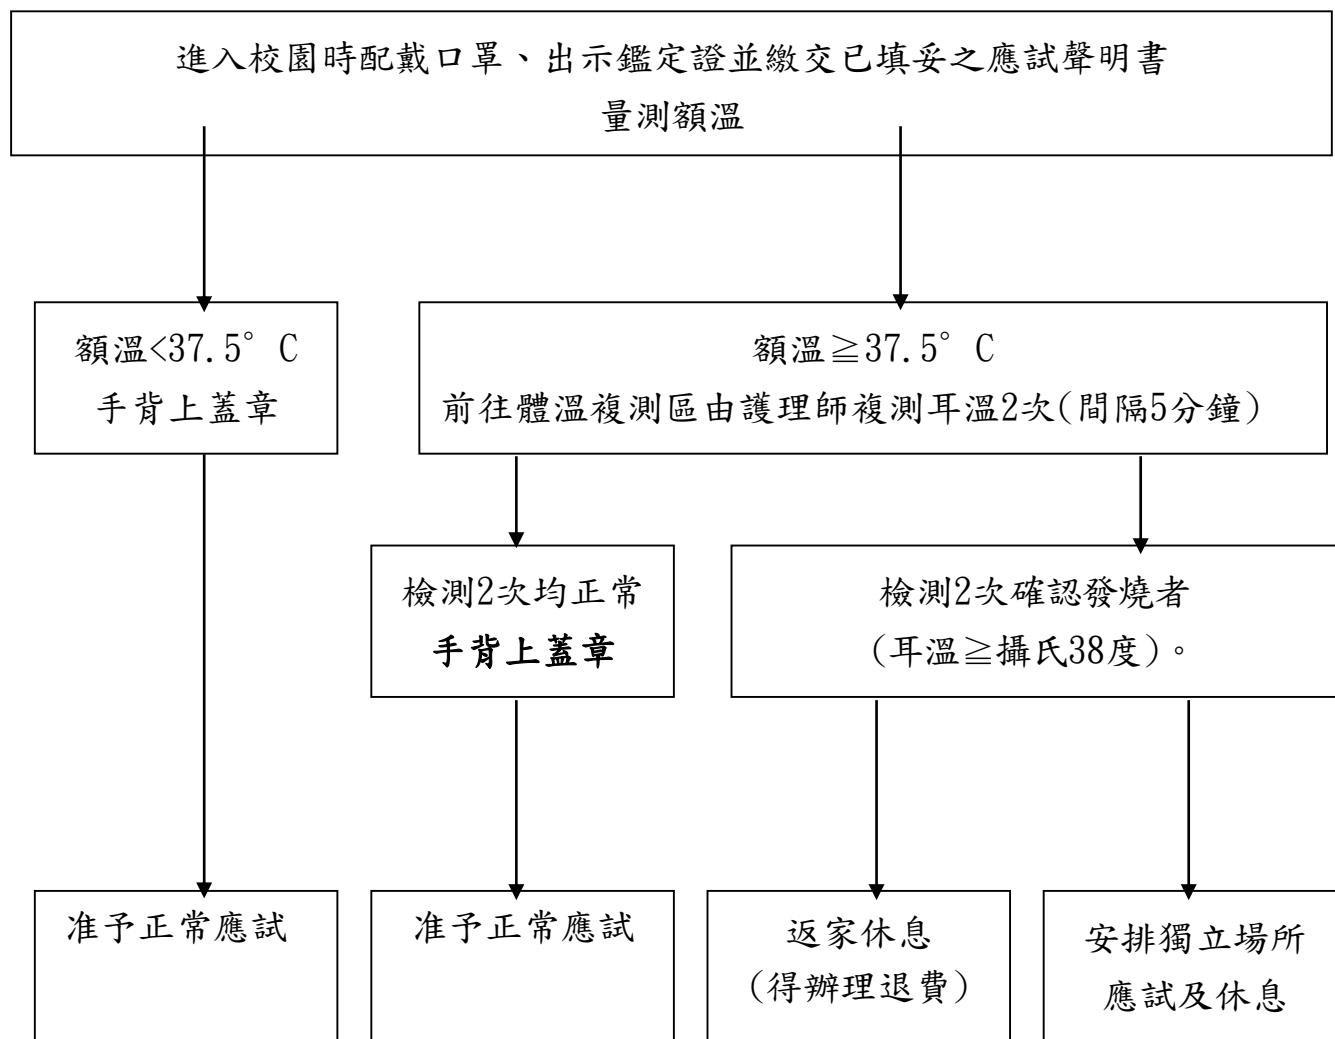 進入校園時配戴口罩、出示鑑定證並繳交已填妥之應試聲明書
量測額溫
額溫<37.5°C
手背上蓋章
額溫≧37.5°C
前往體溫複測區由護理師複測耳溫2次(間隔5分鐘)
檢測2次均正常
手背上蓋章
檢測2次確認發燒者
(耳溫≧攝氏38度)。
准予正常應試
准予正常應試
返家休息
(得辦理退費)
安排獨立場所
應試及休息